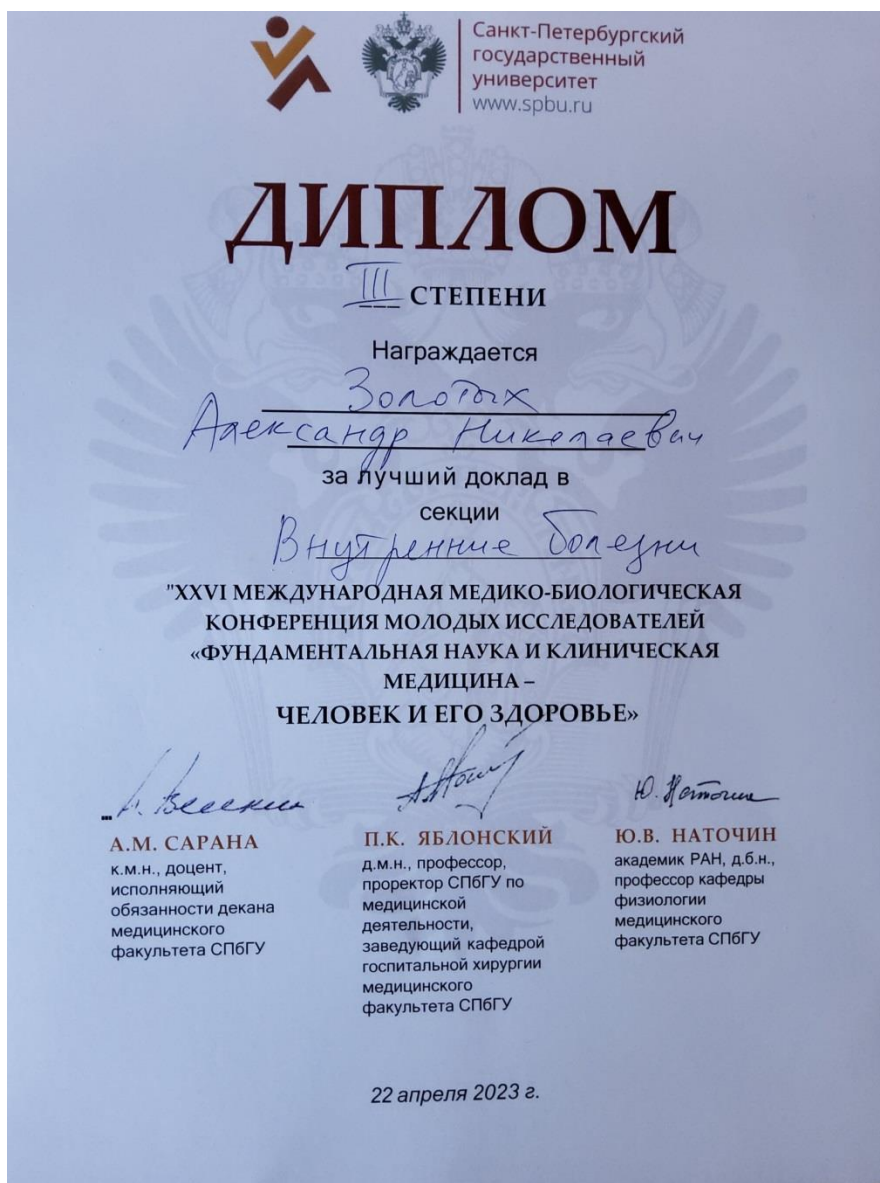 Санкт-Петербургский
государственный
университет
www.spbu.ru
ДИПЛОМ
III СТЕПЕНИ
Награждается
Золотых
Александр Николаевич
за лучший доклад в
секции
Внутренние болезни
"XXVI МЕЖДУНАРОДНАЯ МЕДИКО-БИОЛОГИЧЕСКАЯ
КОНФЕРЕНЦИЯ МОЛОДЫХ ИССЛЕДОВАТЕЛЕЙ
«ФУНДАМЕНТАЛЬНАЯ НАУКА И КЛИНИЧЕСКАЯ
МЕДИЦИНА –
ЧЕЛОВЕК И ЕГО ЗДОРОВЬЕ»
А.М. САРАНА
к.м.н., доцент,
исполняющий
обязанности декана
медицинского
факультета СПбГУ
П.К. ЯБЛОНСКИЙ
д.м.н., профессор,
проректор СПбГУ по
медицинской
деятельности,
заведующий кафедрой
госпитальной хирургии
медицинского
факультета СПбГУ
Ю. Наточин
Ю.В. НАТОЧИН
академик РАН, д.б.н.,
профессор кафедры
физиологии
медицинского
факультета СПбГУ
22 апреля 2023 г.